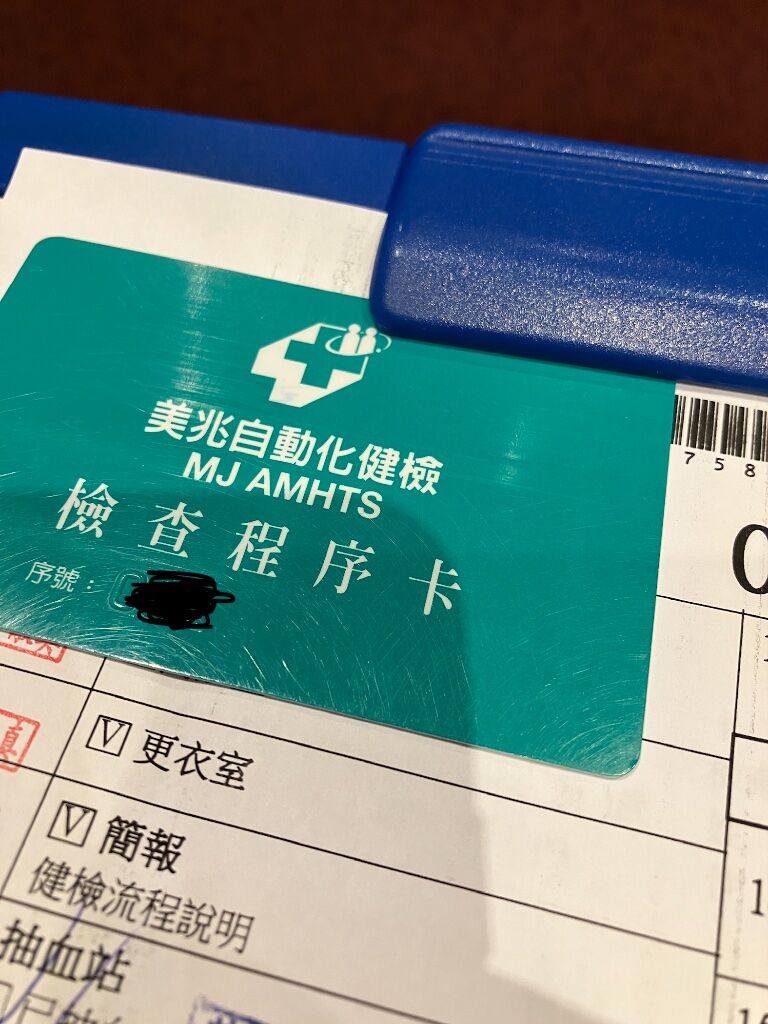 美兆自動化健檢
MJ AMHTS
檢查程序卡
序號：
758
V 更衣室
V 簡報
健檢流程說明
抽血站